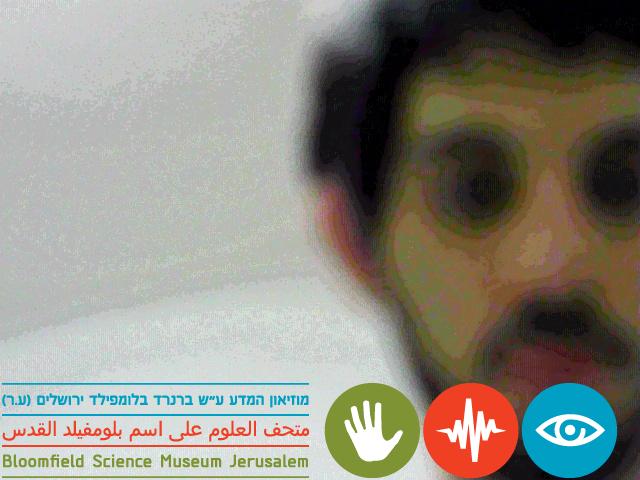 מוזיאון המדע ע״ש ברנרד בלומפילד ירושלים (ע.ר)
متحف العلوم على اسم بلومفيلد القدس
Bloomfield Science Museum Jerusalem